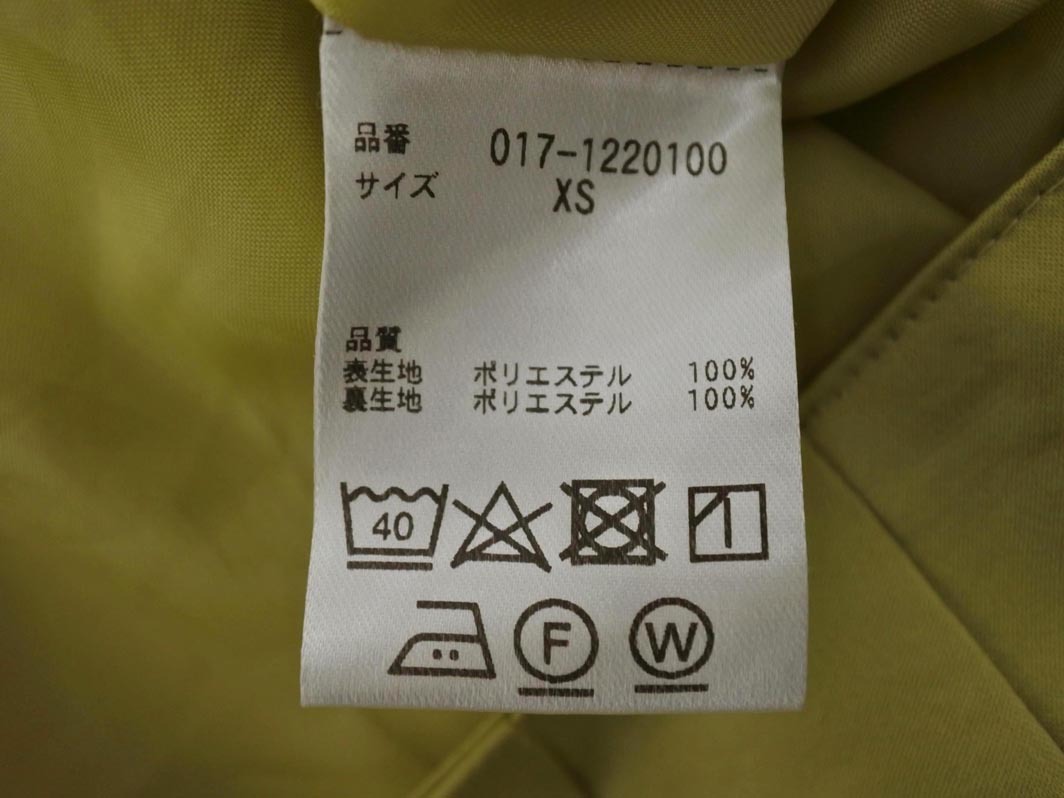 品番 017-1220100
サイズ XS
品質
表生地 ポリエステル 100%
裏生地 ポリエステル 100%
40
F W